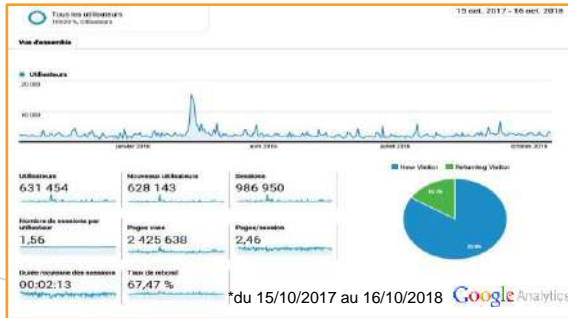 Tous les utilisateurs
15 oct. 2017 - 16 oct. 2018
Vue d'ensemble
Utilisateurs
20 000
10 000
janvier 2018
avril 2018
juillet 2018
octobre 2018
Utilisateurs
631 454
Nouveaux utilisateurs
628 143
Sessions
986 950
New Visitor
Returning Visitor
Nombre de sessions par
utilisateur
1,56
Pages vues
2 425 638
Pages/session
2,46
Durée moyenne des sessions
00:02:13
Taux de rebond
67,47 %
*du 15/10/2017 au 16/10/2018
Google Analytics